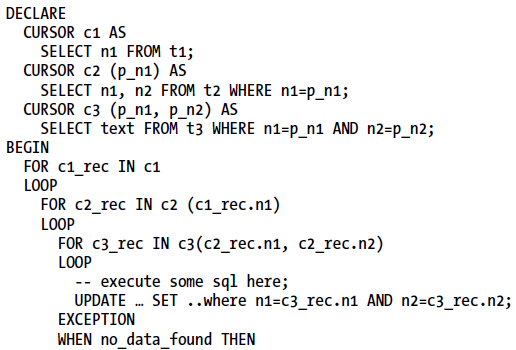 DECLARE
CURSOR c1 AS
SELECT n1 FROM t1;
CURSOR c2 (p_n1) AS
SELECT n1, n2 FROM t2 WHERE n1=p_n1;
CURSOR c3 (p_n1, p_n2) AS
SELECT text FROM t3 WHERE n1=p_n1 AND n2=p_n2;
BEGIN
FOR c1_rec IN c1
LOOP
FOR c2_rec IN c2 (c1_rec.n1)
LOOP
FOR c3_rec IN c3(c2_rec.n1, c2_rec.n2)
LOOP
-- execute some sql here;
UPDATE … SET ..where n1=c3_rec.n1 AND n2=c3_rec.n2;
EXCEPTION
WHEN no_data_found THEN